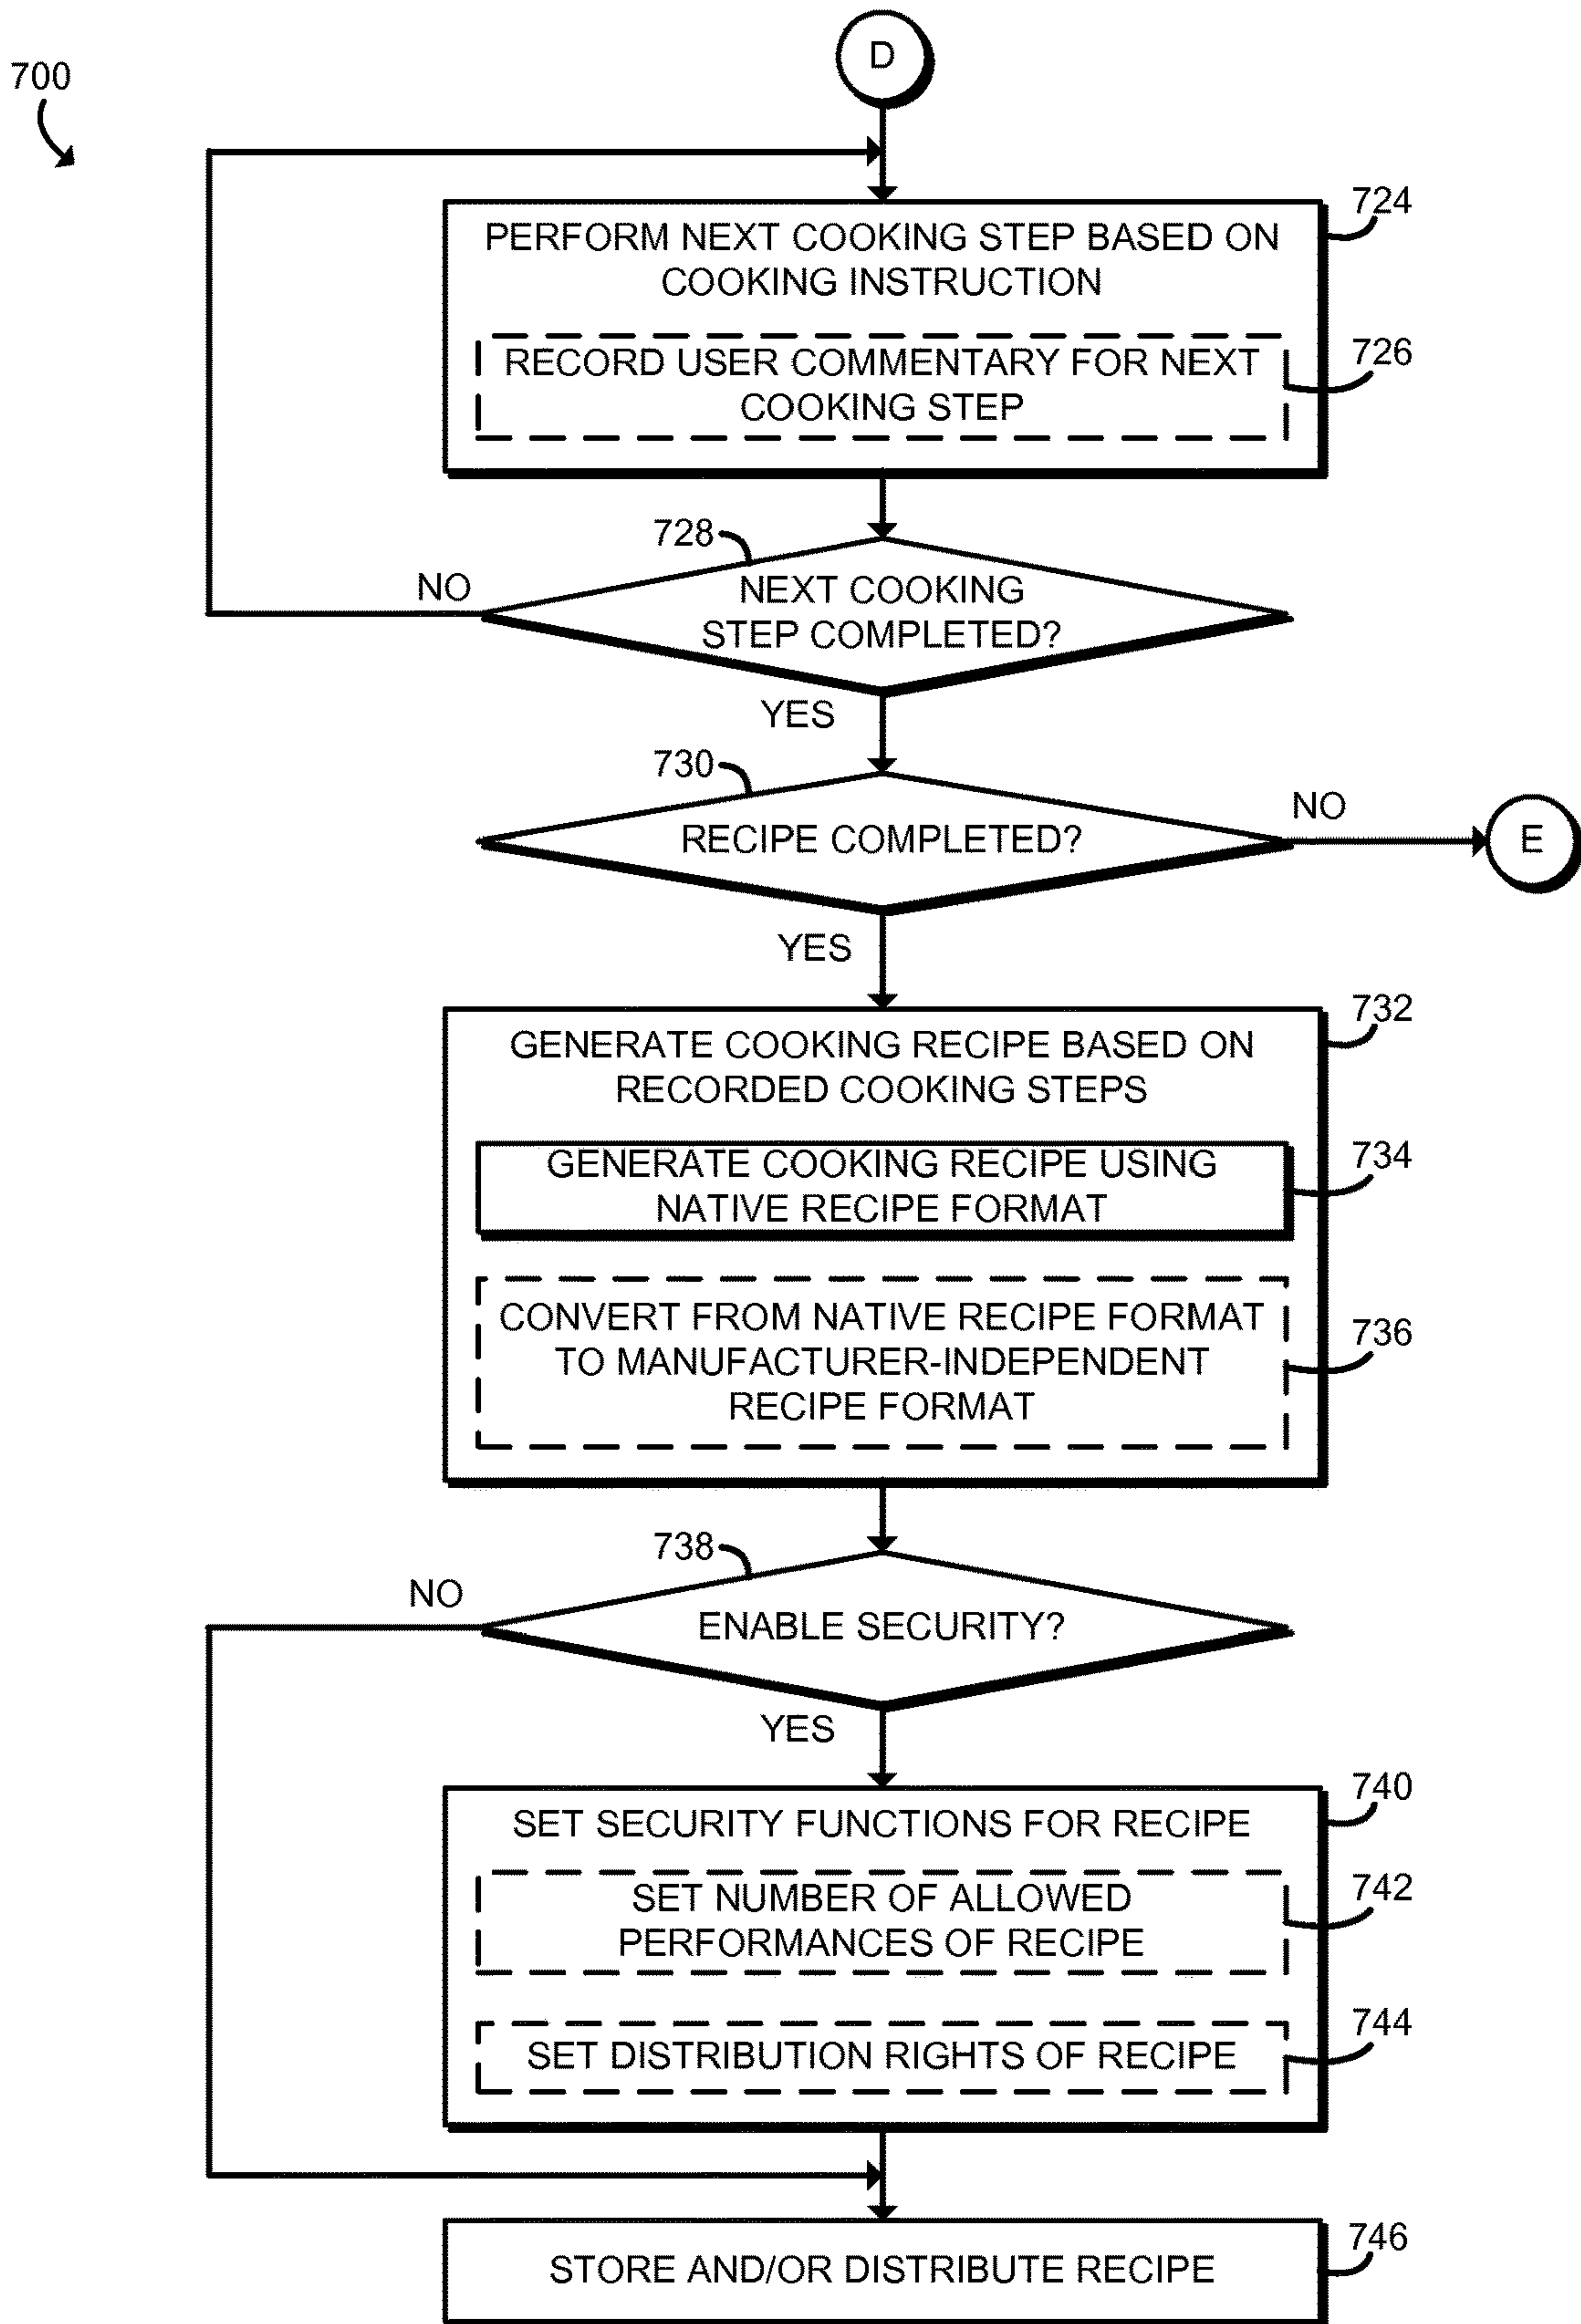 D
700
724
PERFORM NEXT COOKING STEP BASED ON
COOKING INSTRUCTION
726
RECORD USER COMMENTARY FOR NEXT
COOKING STEP
728
NO
NEXT COOKING
STEP COMPLETED?
YES
730
NO
RECIPE COMPLETED?
E
YES
732
GENERATE COOKING RECIPE BASED ON
RECORDED COOKING STEPS
734
GENERATE COOKING RECIPE USING
NATIVE RECIPE FORMAT
CONVERT FROM NATIVE RECIPE FORMAT
736
TO MANUFACTURER-INDEPENDENT
RECIPE FORMAT
738
NO
ENABLE SECURITY?
YES
740
SET SECURITY FUNCTIONS FOR RECIPE
742
SET NUMBER OF ALLOWED
PERFORMANCES OF RECIPE
744
SET DISTRIBUTION RIGHTS OF RECIPE
746
STORE AND/OR DISTRIBUTE RECIPE